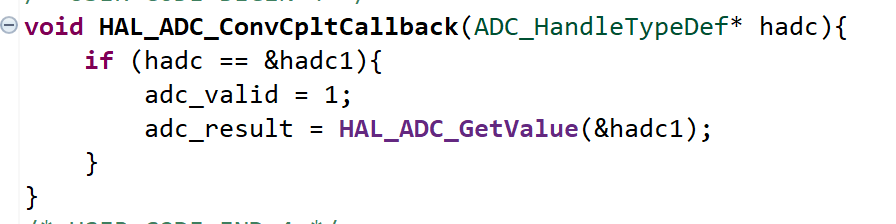 void HAL_ADC_ConvCpltCallback(ADC_HandleTypeDef* hadc){
    if (hadc == &hadc1){
        adc_valid = 1;
        adc_result = HAL_ADC_GetValue(&hadc1);
    }
}